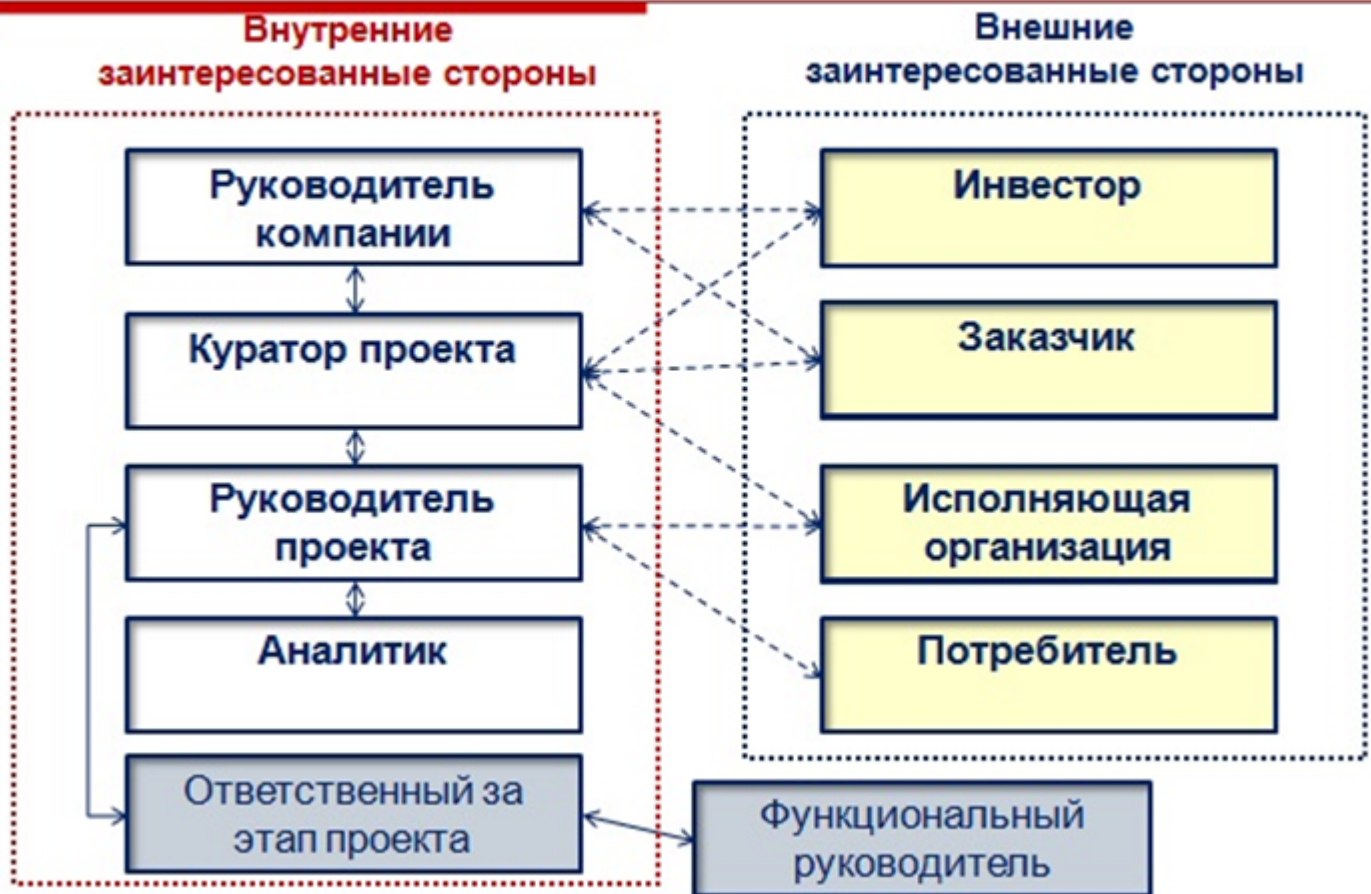 Внутренние
заинтересованные стороны
Руководитель
компании
Куратор проекта
Руководитель
проекта
Аналитик
Ответственный за
этап проекта
Внешние
заинтересованные стороны
Инвестор
Заказчик
Исполняющая
организация
Потребитель
Функциональный
руководитель